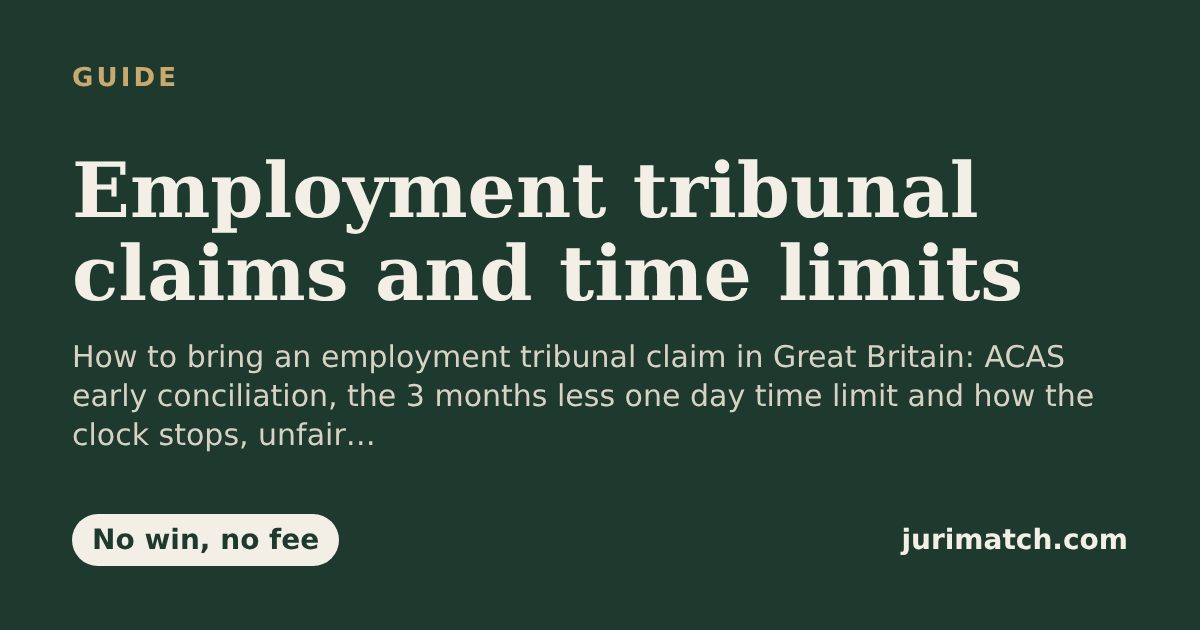 GUIDE
Employment tribunal
claims and time limits
How to bring an employment tribunal claim in Great Britain: ACAS
early conciliation, the 3 months less one day time limit and how the
clock stops, unfair…
No win, no fee
jurimatch.com